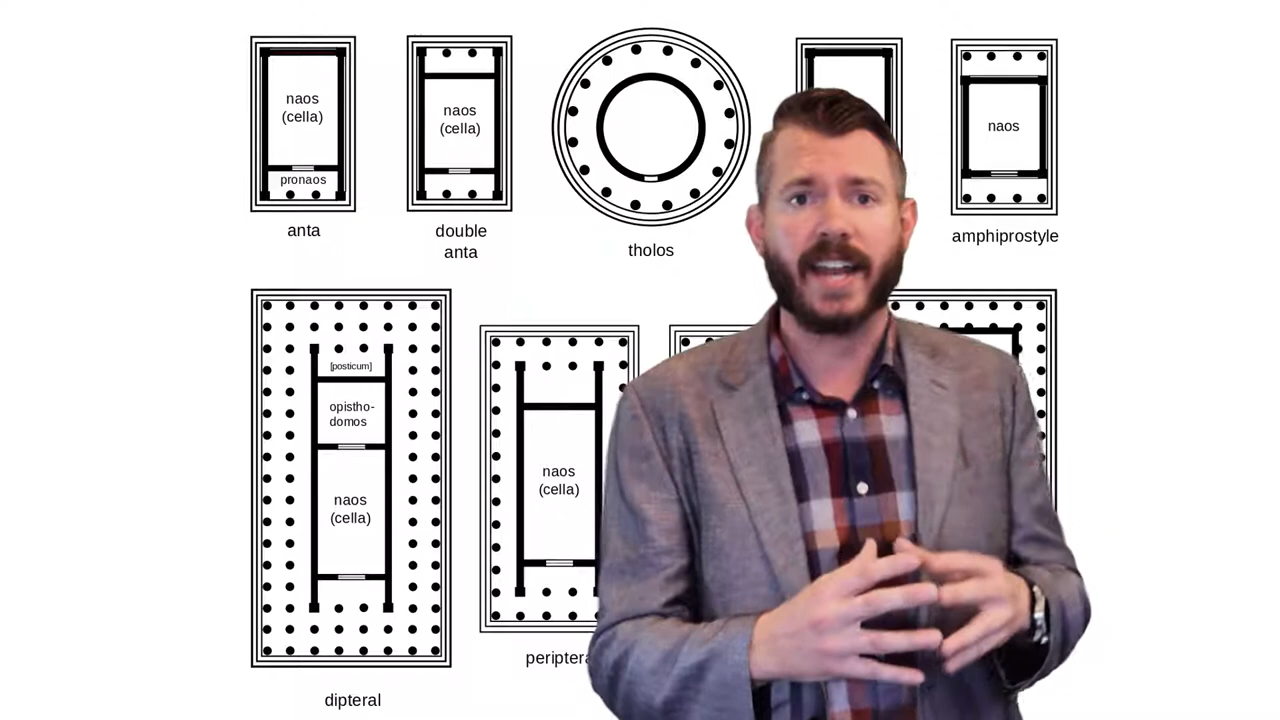 naos
(cella)
pronaos
anta
naos
(cella)
double
anta
tholos
naos
amphiprostyle
[posticum]
opistho-
domos
naos
(cella)
dipteral
naos
(cella)